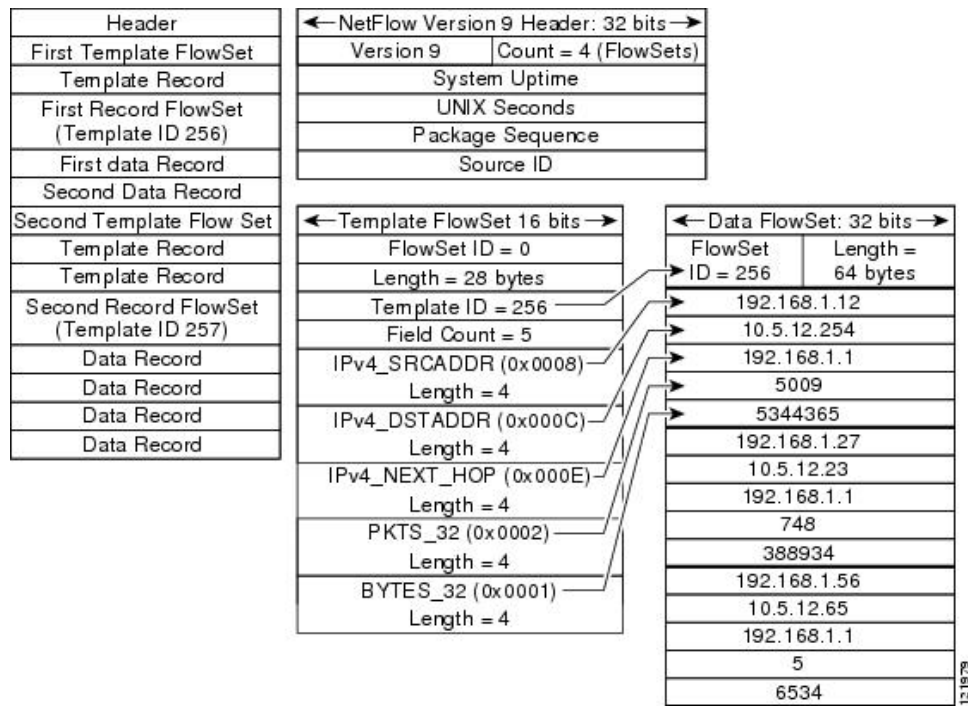 Header
First Template FlowSet
Template Record
First Record FlowSet
(Template ID 256)
First data Record
Second Data Record
Second Template Flow Set
Template Record
Template Record
Second Record FlowSet
(Template ID 257)
Data Record
Data Record
Data Record
Data Record
NetFlow Version 9 Header: 32 bits
Version 9
Count = 4 (FlowSets)
System Uptime
UNIX Seconds
Package Sequence
Source ID
Template FlowSet 16 bits
FlowSet ID = 0
Length = 28 bytes
Template ID = 256
Field Count = 5
IPv4_SRCADDR (0x0008)
Length = 4
IPv4_DSTADDR (0x000C)
Length = 4
IPv4_NEXT_HOP (0x000E)
Length = 4
PKTS_32 (0x0002)
Length = 4
BYTES_32 (0x0001)
Length = 4
Data FlowSet: 32 bits
FlowSet
ID = 256
Length =
64 bytes
192.168.1.12
10.5.12.254
192.168.1.1
5009
5344365
192.168.1.27
10.5.12.23
192.168.1.1
748
388934
192.168.1.56
10.5.12.65
192.168.1.1
5
6534
121979